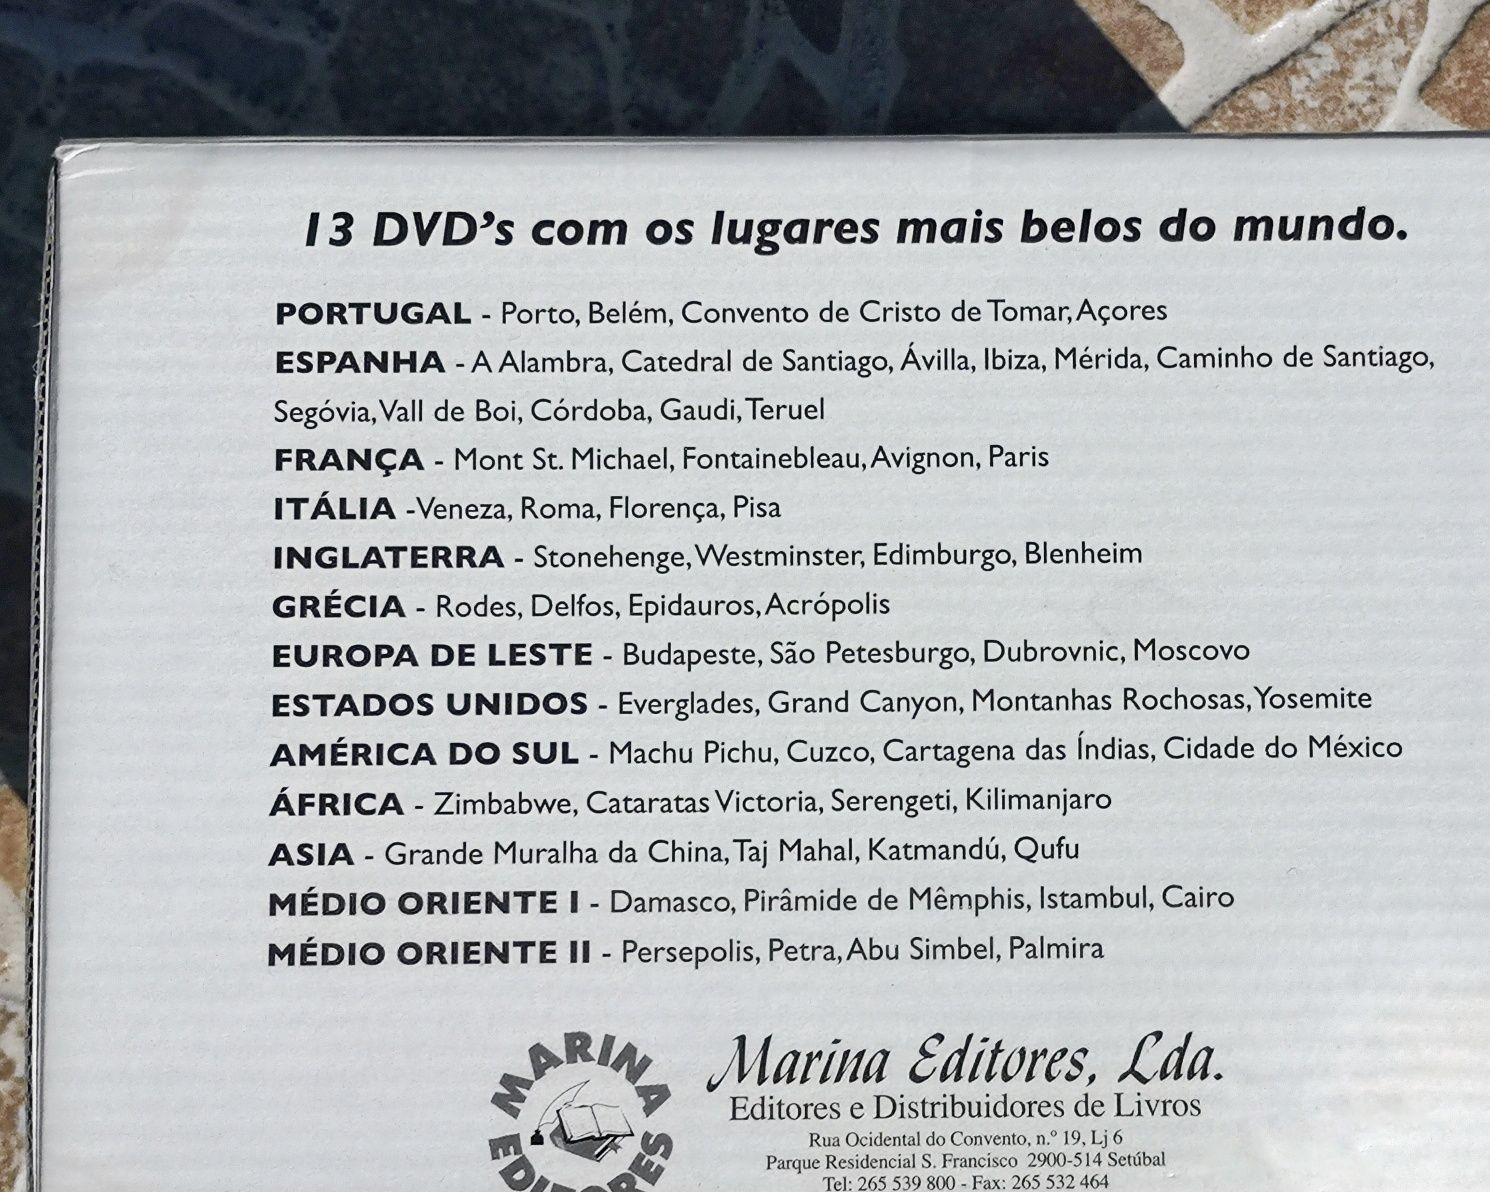 13 DVD's com os lugares mais belos do mundo.
PORTUGAL - Porto, Belém, Convento de Cristo de Tomar, Açores
ESPANHA - A Alambra, Catedral de Santiago, Ávilla, Ibiza, Mérida, Caminho de Santiago,
Segóvia, Vall de Boi, Córdoba, Gaudi, Teruel
FRANÇA - Mont St. Michael, Fontainebleau, Avignon, Paris
ITÁLIA -Veneza, Roma, Florença, Pisa
INGLATERRA - Stonehenge, Westminster, Edimburgo, Blenheim
GRÉCIA - Rodes, Delfos, Epidauros, Acrópolis
EUROPA DE LESTE - Budapeste, São Petesburgo, Dubrovnic, Moscovo
ESTADOS UNIDOS - Everglades, Grand Canyon, Montanhas Rochosas, Yosemite
AMÉRICA DO SUL - Machu Pichu, Cuzco, Cartagena das Índias, Cidade do México
ÁFRICA - Zimbabwe, Cataratas Victoria, Serengeti, Kilimanjaro
ASIA - Grande Muralha da China, Taj Mahal, Katmandú, Qufu
MÉDIO ORIENTE I - Damasco, Pirâmide de Mêmphis, Istambul, Cairo
MÉDIO ORIENTE II - Persepolis, Petra, Abu Simbel, Palmira
MARINA EDITORES
Marina Editores, Lda.
Editores e Distribuidores de Livros
Rua Ocidental do Convento, n.º 19, Lj 6
Parque Residencial S. Francisco 2900-514 Setúbal
Tel: 265 539 800 - Fax: 265 532 464